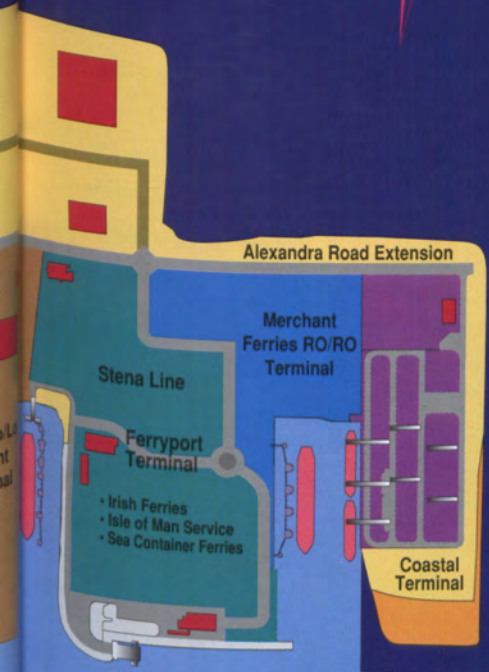 Alexandra Road Extension
Merchant
Ferries RO/RO
Terminal
Stena Line
Ferryport
Terminal
• Irish Ferries
• Isle of Man Service
• Sea Container Ferries
Coastal
Terminal